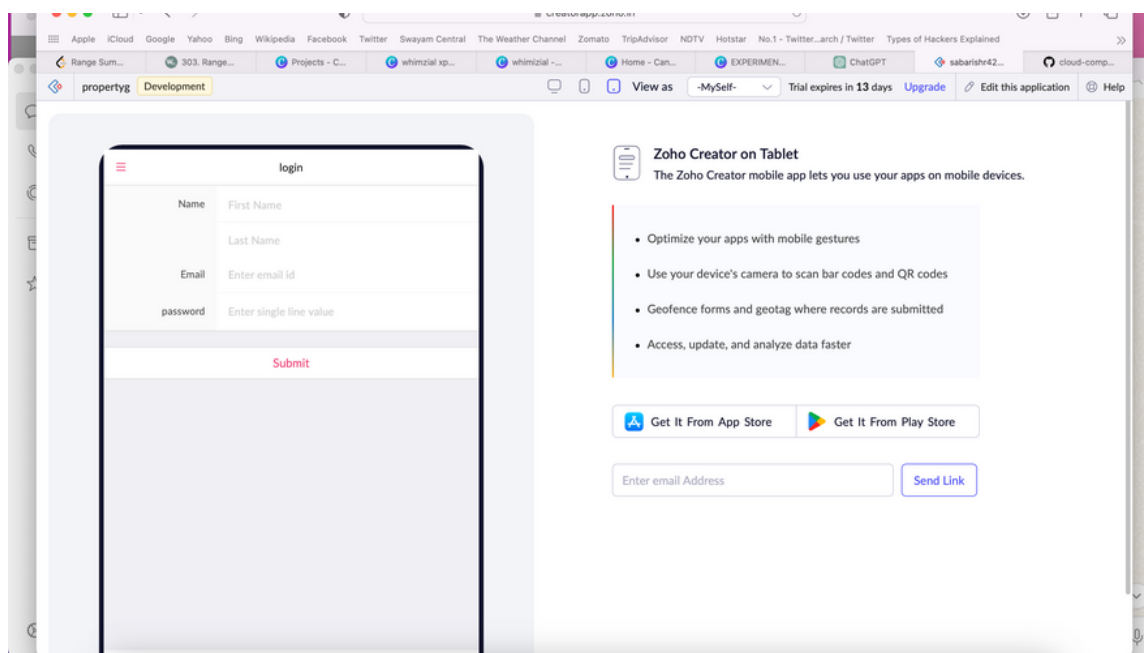 creatorapp.zoho.in
Apple iCloud Google Yahoo Bing Wikipedia Facebook Twitter Swayam Central The Weather Channel Zomato TripAdvisor NDTV Hotstar No.1 - Twitter...arch / Twitter Types of Hackers Explained
Range Sum... 303. Range... Projects - C... whimzial xp... whimizial -... Home - Can... EXPERIMEN... ChatGPT sabarishr42... cloud-comp...
propertyg Development View as -MySelf- Trial expires in 13 days Upgrade Edit this application Help
login
Name First Name
Last Name
Email Enter email id
password Enter single line value
Submit
Zoho Creator on Tablet
The Zoho Creator mobile app lets you use your apps on mobile devices.
• Optimize your apps with mobile gestures
• Use your device's camera to scan bar codes and QR codes
• Geofence forms and geotag where records are submitted
• Access, update, and analyze data faster
Get It From App Store Get It From Play Store
Enter email Address Send Link